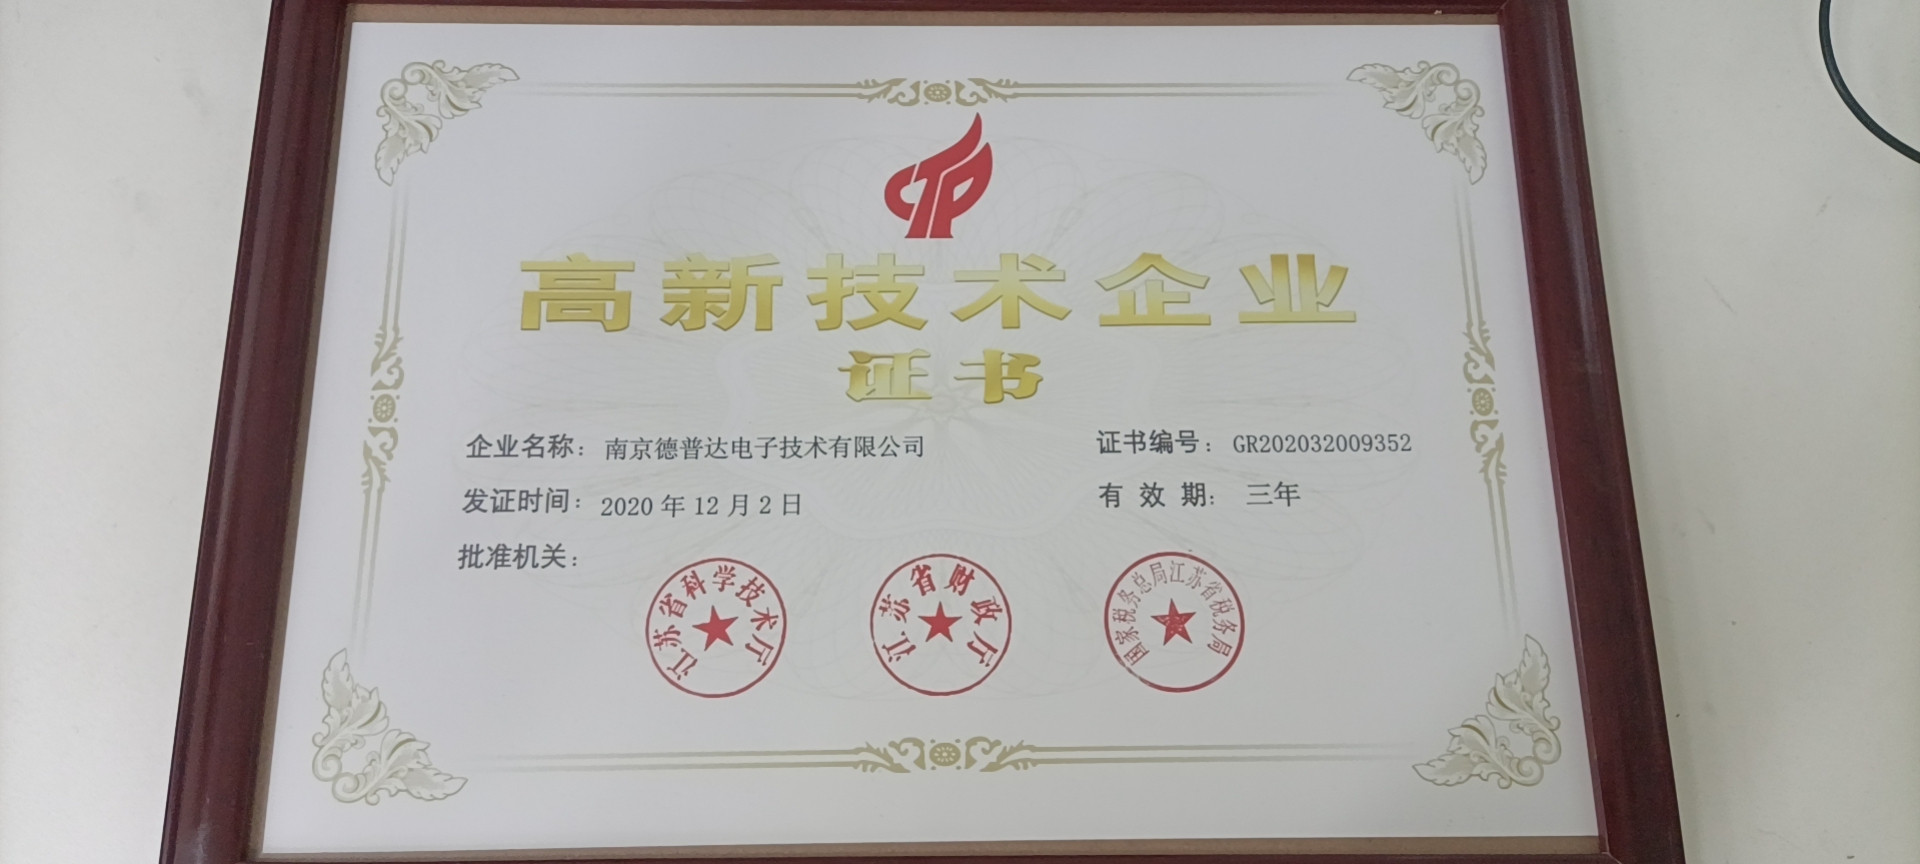 CTP
高新技术企业
证书
企业名称：南京德普达电子技术有限公司
证书编号：GR202032009352
发证时间：2020年12月2日
有效期：三年
批准机关：
江苏省科学技术厅
江苏省财政厅
国家税务总局江苏省税务局